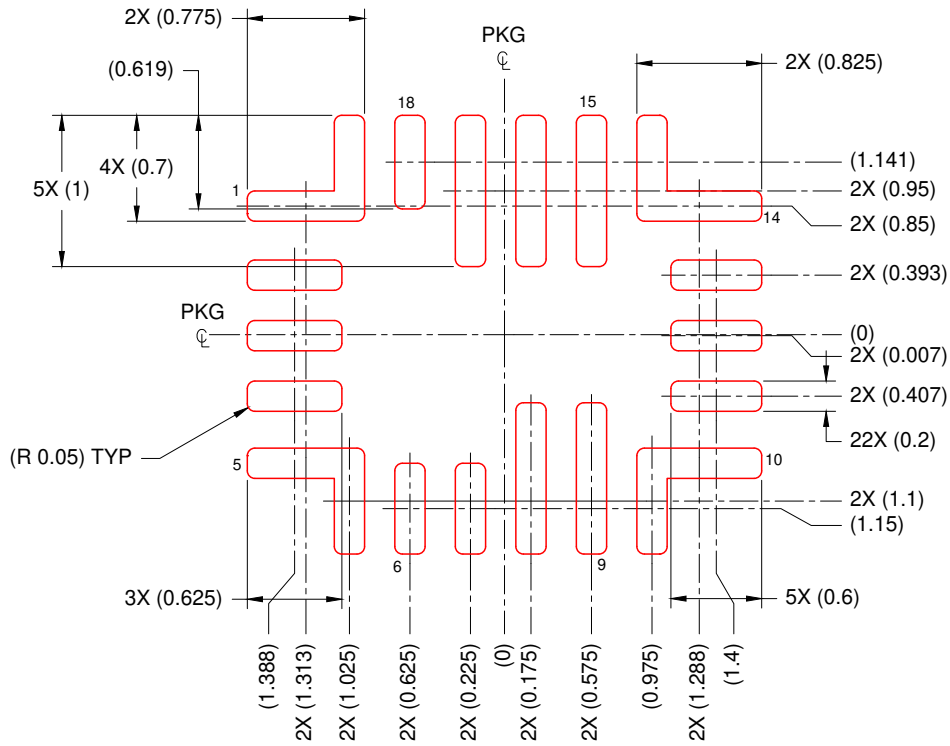 2X (0.775)
PKG
℄
(0.619)
2X (0.825)
18
15
4X (0.7)
5X (1)
(1.141)
1
2X (0.95)
14
2X (0.85)
2X (0.393)
PKG
℄
(0)
2X (0.007)
2X (0.407)
22X (0.2)
(R 0.05) TYP
5
10
2X (1.1)
(1.15)
6
9
3X (0.625)
5X (0.6)
(1.388)
2X (1.313)
2X (1.025)
2X (0.625)
2X (0.225)
(0)
2X (0.175)
2X (0.575)
(0.975)
2X (1.288)
(1.4)